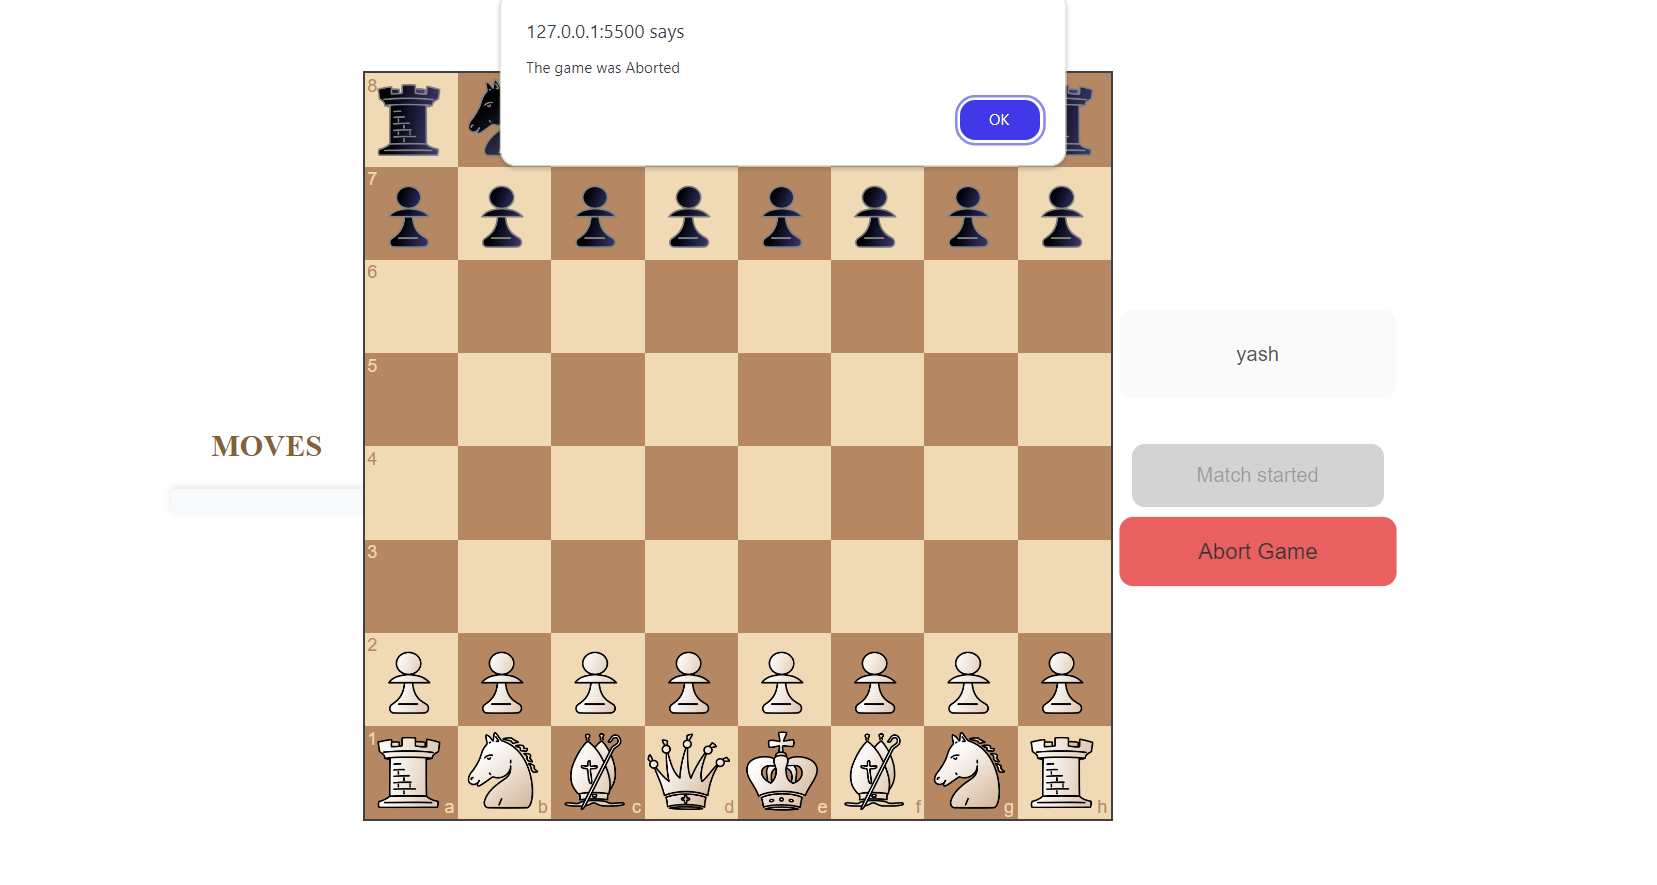 127.0.0.1:5500 says
The game was Aborted
OK
8
7
6
5
4
3
2
1
a b c d e f g h
MOVES
yash
Match started
Abort Game